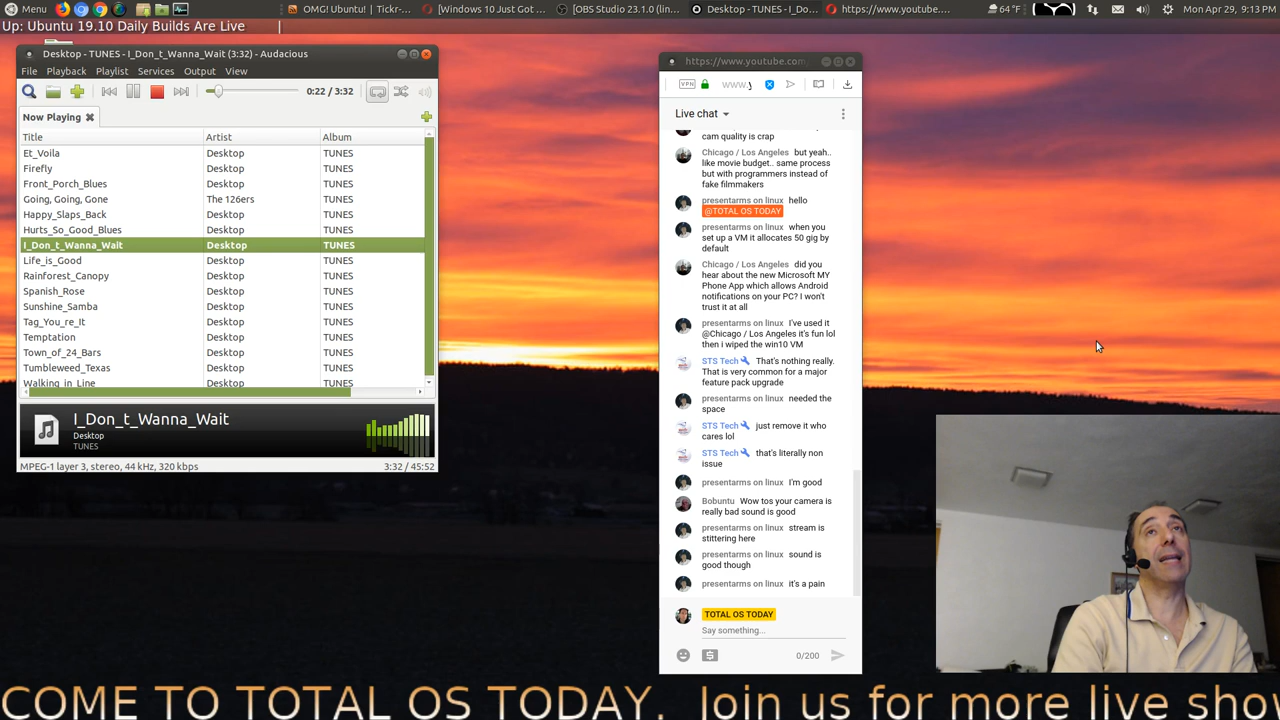 Menu
OMG! Ubuntu! | Tickr-...
[Windows 10 Just Got ...
[OBS Studio 23.1.0 (lin...
Desktop - TUNES - I_Do...
https://www.youtube.co...
64 °F
Mon Apr 29, 9:13 PM
Up: Ubuntu 19.10 Daily Builds Are Live |
Desktop - TUNES - I_Don_t_Wanna_Wait (3:32) - Audacious
File Playback Playlist Services Output View
0:22 / 3:32
Now Playing
Title Artist Album
Et_Voila Desktop TUNES
Firefly Desktop TUNES
Front_Porch_Blues Desktop TUNES
Going, Going, Gone The 126ers TUNES
Happy_Slaps_Back Desktop TUNES
Hurts_So_Good_Blues Desktop TUNES
I_Don_t_Wanna_Wait Desktop TUNES
Life_is_Good Desktop TUNES
Rainforest_Canopy Desktop TUNES
Spanish_Rose Desktop TUNES
Sunshine_Samba Desktop TUNES
Tag_You_re_It Desktop TUNES
Temptation Desktop TUNES
Town_of_24_Bars Desktop TUNES
Tumbleweed_Texas Desktop TUNES
Walking_in_Line Desktop TUNES
I_Don_t_Wanna_Wait
Desktop
TUNES
MPEG-1 layer 3, stereo, 44 kHz, 320 kbps
3:32 / 45:52
https://www.youtube.com
VPN
www.y
Live chat
cam quality is crap
Chicago / Los Angeles but yeah..
like movie budget.. same process
but with programmers instead of
fake filmmakers
presentarms on linux hello
@TOTAL OS TODAY
presentarms on linux when you
set up a VM it allocates 50 gig by
default
Chicago / Los Angeles did you
hear about the new Microsoft MY
Phone App which allows Android
notifications on your PC? I won't
trust it at all
presentarms on linux I've used it
@Chicago / Los Angeles it's fun lol
then i wiped the win10 VM
STS Tech That's nothing really.
That is very common for a major
feature pack upgrade
presentarms on linux needed the
space
STS Tech just remove it who
cares lol
STS Tech that's literally non
issue
presentarms on linux I'm good
Bobuntu Wow tos your camera is
really bad sound is good
presentarms on linux stream is
stittering here
presentarms on linux sound is
good though
presentarms on linux it's a pain
TOTAL OS TODAY
Say something...
0/200
COME TO TOTAL OS TODAY. Join us for more live show